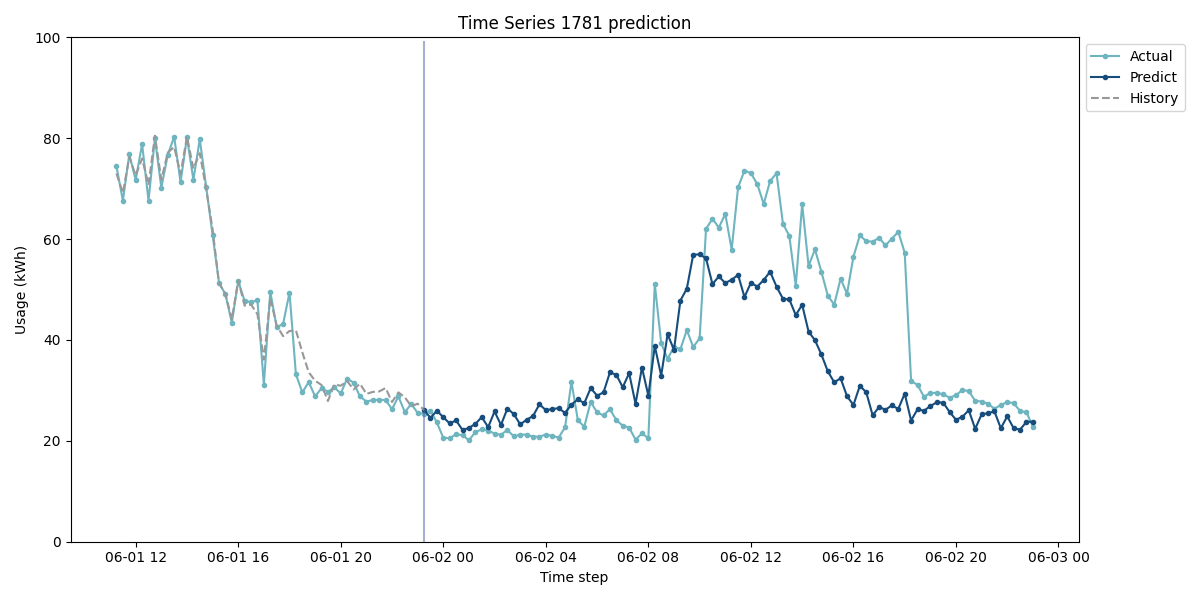 Time Series 1781 prediction
100
80
60
40
20
0
Usage (kWh)
06-01 12
06-01 16
06-01 20
06-02 00
06-02 04
06-02 08
06-02 12
06-02 16
06-02 20
06-03 00
Time step
Actual
Predict
History